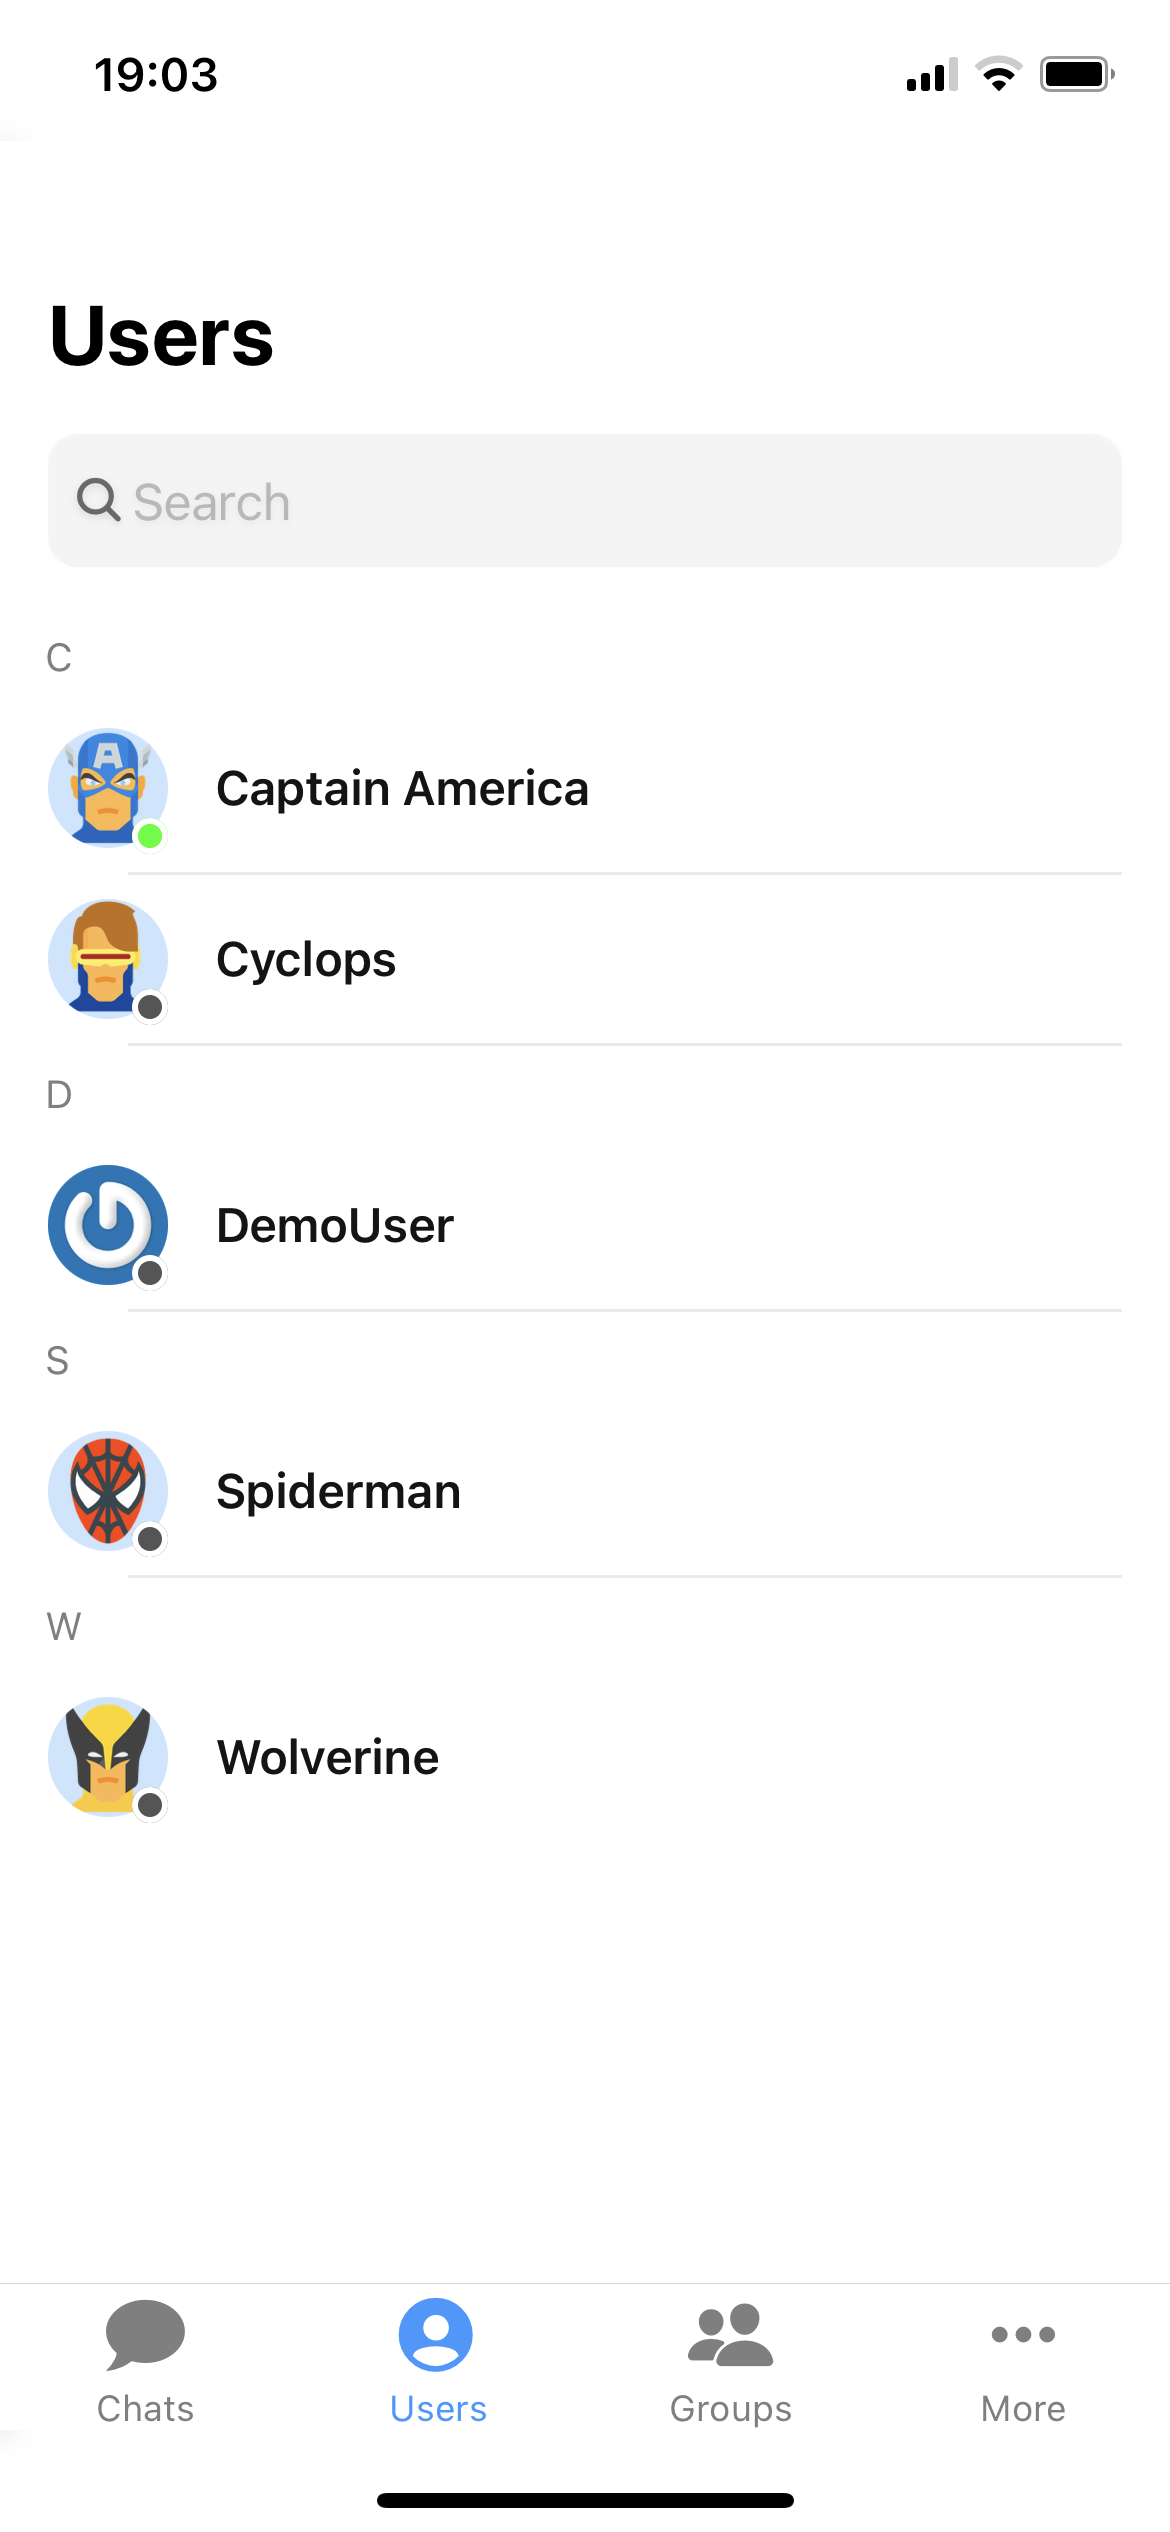 19:03
Users
Search
C
Captain America
Cyclops
D
DemoUser
S
Spiderman
W
Wolverine
Chats
Users
Groups
More